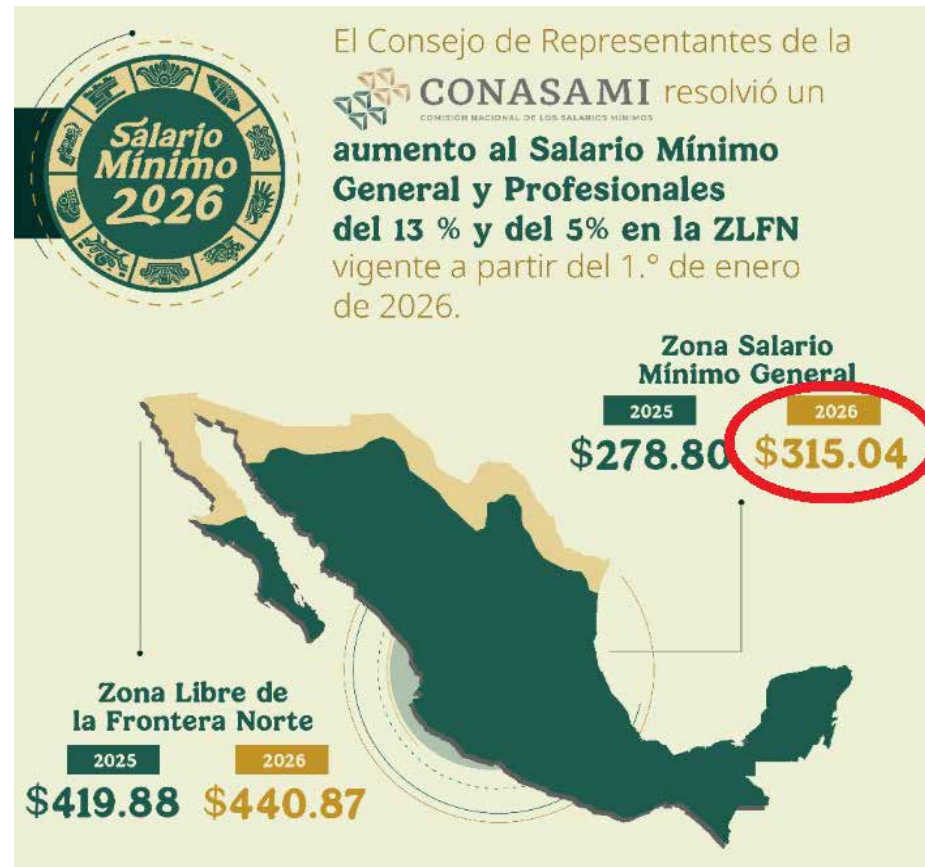 Salario
Mínimo
2026
El Consejo de Representantes de la
CONASAMI resolvió un
COMISIÓN NACIONAL DE LOS SALARIOS MÍNIMOS
aumento al Salario Mínimo
General y Profesionales
del 13 % y del 5% en la ZLFN
vigente a partir del 1.° de enero
de 2026.
Zona Salario
Mínimo General
2025 2026
$278.80 $315.04
Zona Libre de
la Frontera Norte
2025 2026
$419.88 $440.87